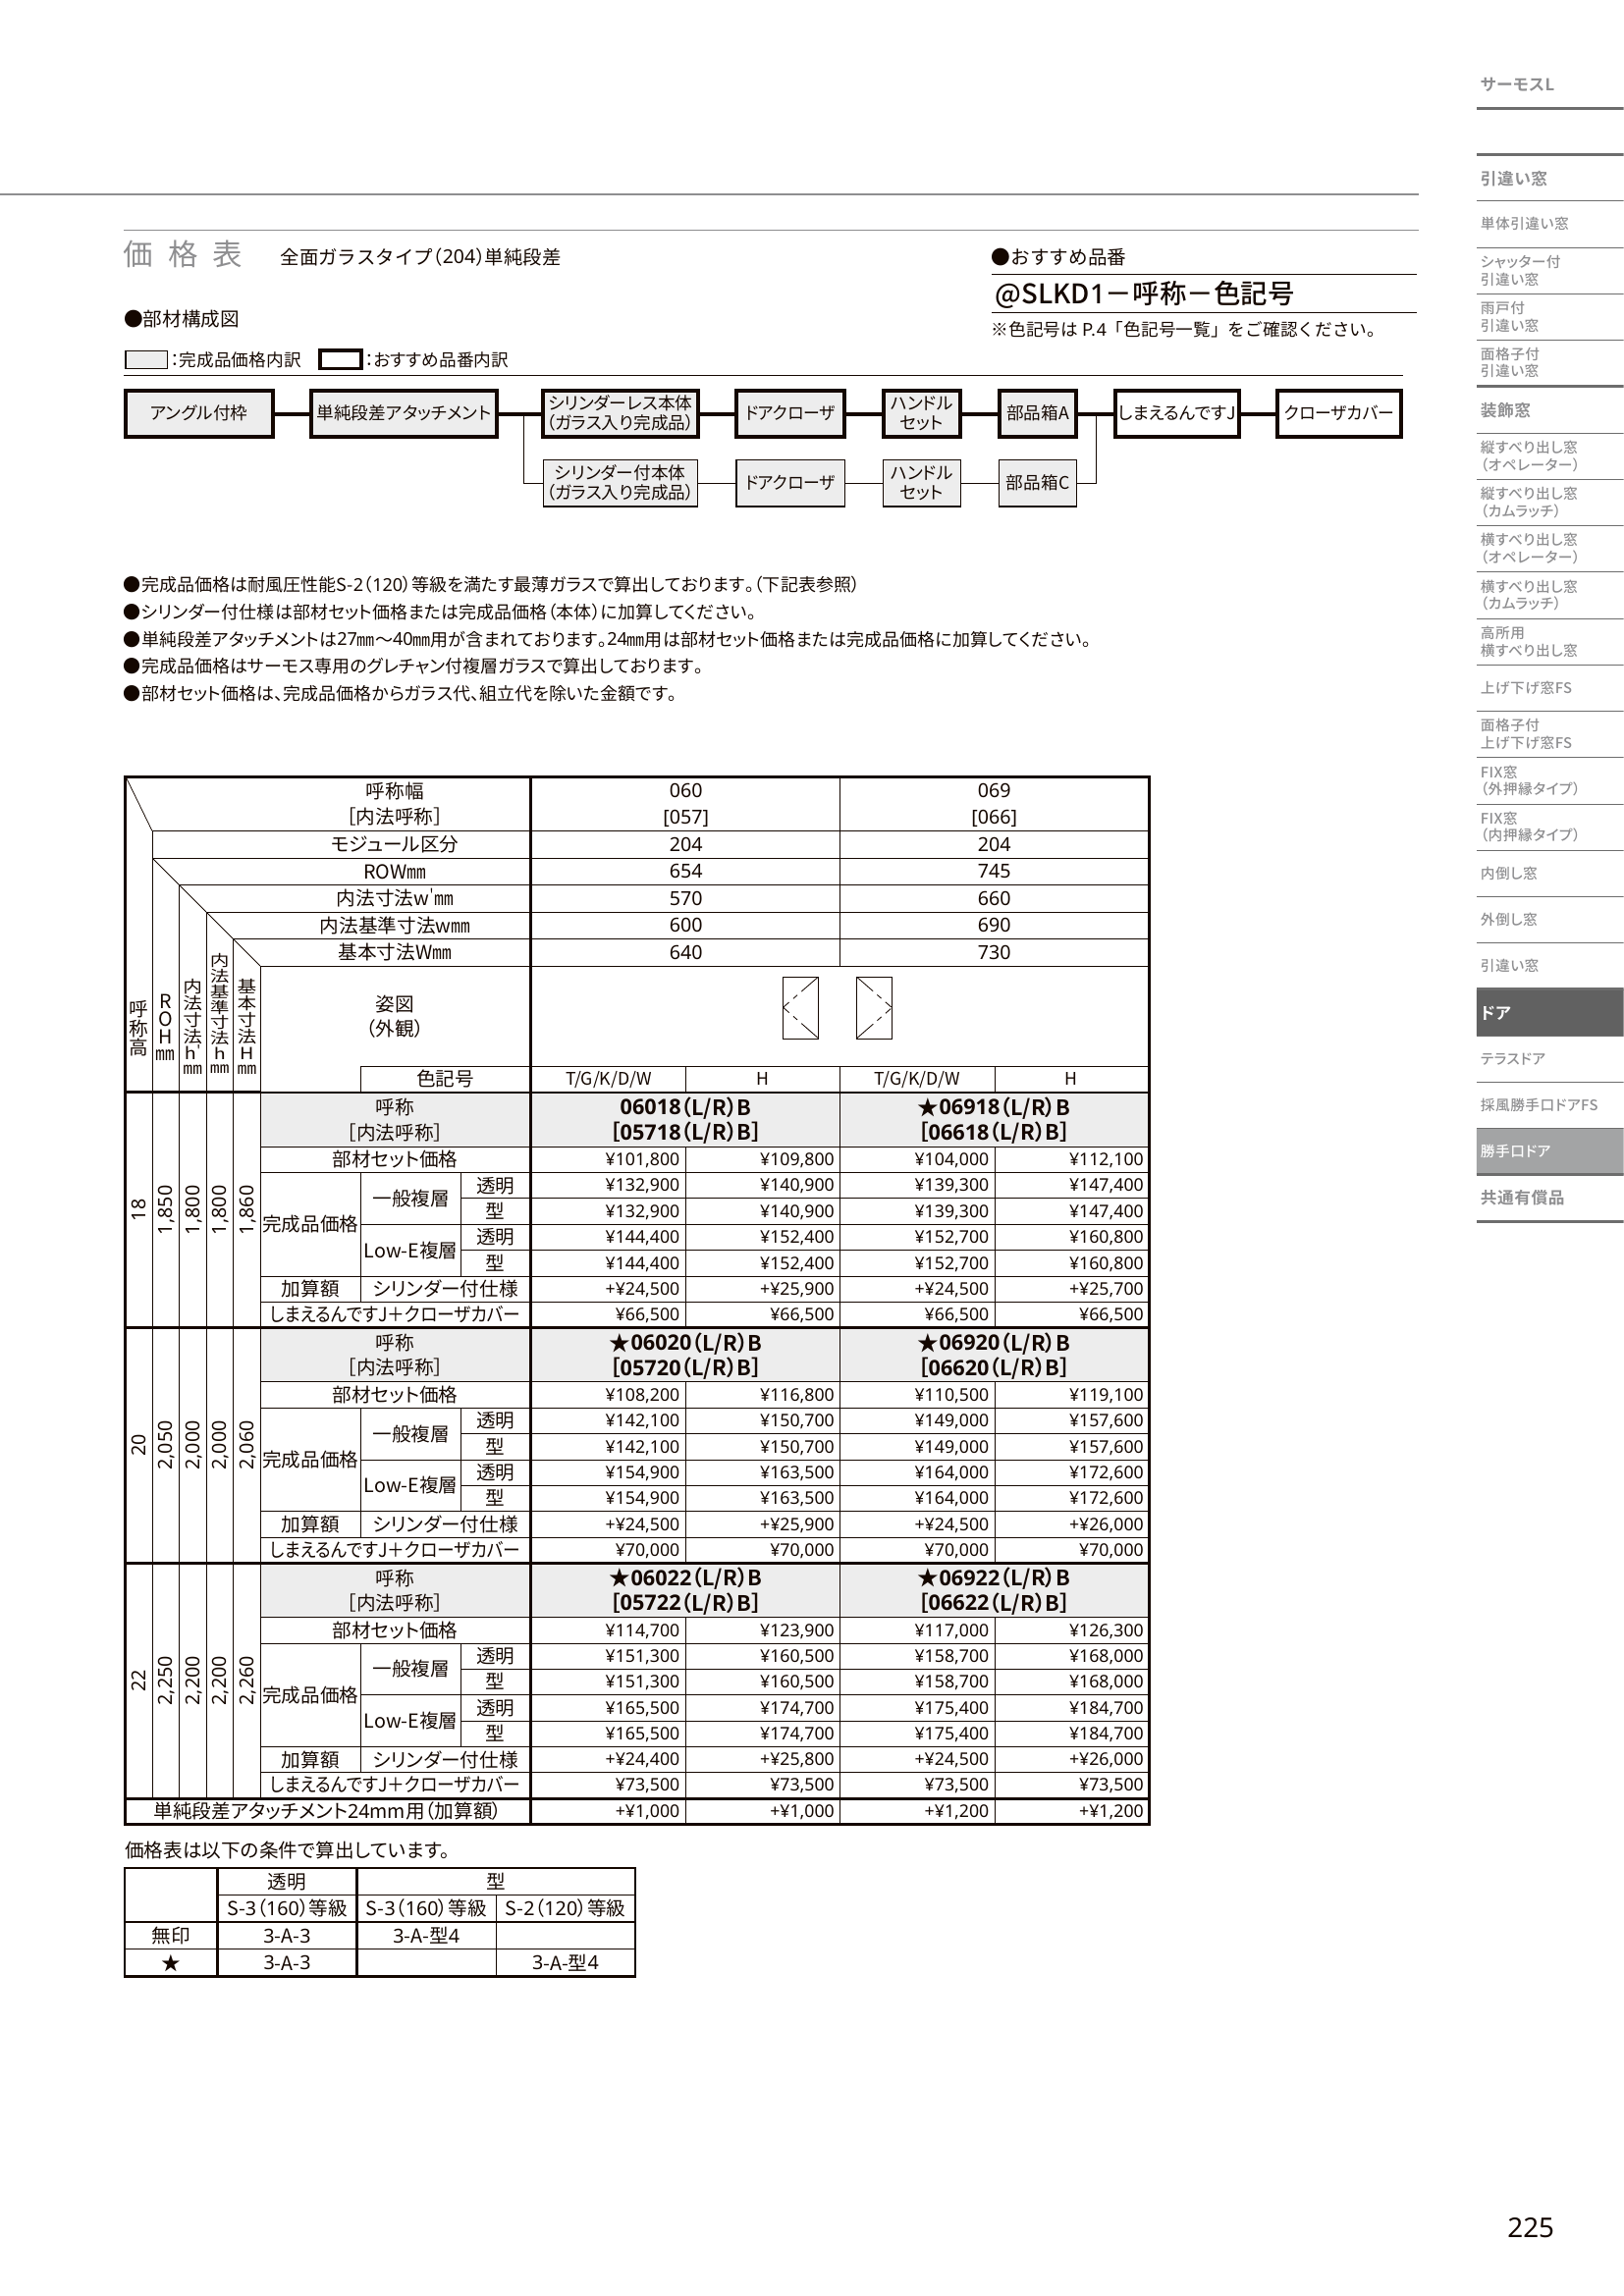 サーモスL
引違い窓
単体引違い窓
シャッター付
引違い窓
雨戸付
引違い窓
面格子付
引違い窓
装飾窓
縦すべり出し窓
（オペレーター）
縦すべり出し窓
（カムラッチ）
横すべり出し窓
（オペレーター）
横すべり出し窓
（カムラッチ）
高所用
横すべり出し窓
上げ下げ窓FS
面格子付
上げ下げ窓FS
FIX窓
（外押縁タイプ）
FIX窓
（内押縁タイプ）
内倒し窓
外倒し窓
引違い窓
ドア
テラスドア
採風勝手口ドアFS
勝手口ドア
共通有償品
価格表 全面ガラスタイプ（204）単純段差
●おすすめ品番
@SLKD1－呼称－色記号
※色記号は P.4「色記号一覧」をご確認ください。
●部材構成図
：完成品価格内訳 ：おすすめ品番内訳
アングル付枠 単純段差アタッチメント シリンダーレス本体（ガラス入り完成品） ドアクローザ ハンドルセット 部品箱A しまえるんですJ クローザカバー
シリンダー付本体（ガラス入り完成品） ドアクローザ ハンドルセット 部品箱C
●完成品価格は耐風圧性能S-2（120）等級を満たす最薄ガラスで算出しております。（下記表参照）
●シリンダー付仕様は部材セット価格または完成品価格（本体）に加算してください。
●単純段差アタッチメントは27㎜～40㎜用が含まれております。24㎜用は部材セット価格または完成品価格に加算してください。
●完成品価格はサーモス専用のグレチャン付複層ガラスで算出しております。
●部材セット価格は、完成品価格からガラス代、組立代を除いた金額です。
呼称幅 060 069
［内法呼称］ [057] [066]
モジュール区分 204 204
ROW㎜ 654 745
内法寸法w'㎜ 570 660
内法基準寸法w㎜ 600 690
基本寸法W㎜ 640 730
呼称高 ROH㎜ 内法寸法h'㎜ 内法基準寸法h㎜ 基本寸法H㎜
姿図
（外観）
色記号 T/G/K/D/W H T/G/K/D/W H
18 1,850 1,800 1,800 1,860
呼称 06018（L/R）B ★06918（L/R）B
［内法呼称］ [05718（L/R）B] [06618（L/R）B]
部材セット価格 ¥101,800 ¥109,800 ¥104,000 ¥112,100
完成品価格 一般複層 透明 ¥132,900 ¥140,900 ¥139,300 ¥147,400
型 ¥132,900 ¥140,900 ¥139,300 ¥147,400
Low-E複層 透明 ¥144,400 ¥152,400 ¥152,700 ¥160,800
型 ¥144,400 ¥152,400 ¥152,700 ¥160,800
加算額 シリンダー付仕様 +¥24,500 +¥25,900 +¥24,500 +¥25,700
しまえるんですJ＋クローザカバー ¥66,500 ¥66,500 ¥66,500 ¥66,500
20 2,050 2,000 2,000 2,060
呼称 ★06020（L/R）B ★06920（L/R）B
［内法呼称］ [05720（L/R）B] [06620（L/R）B]
部材セット価格 ¥108,200 ¥116,800 ¥110,500 ¥119,100
完成品価格 一般複層 透明 ¥142,100 ¥150,700 ¥149,000 ¥157,600
型 ¥142,100 ¥150,700 ¥149,000 ¥157,600
Low-E複層 透明 ¥154,900 ¥163,500 ¥164,000 ¥172,600
型 ¥154,900 ¥163,500 ¥164,000 ¥172,600
加算額 シリンダー付仕様 +¥24,500 +¥25,900 +¥24,500 +¥26,000
しまえるんですJ＋クローザカバー ¥70,000 ¥70,000 ¥70,000 ¥70,000
22 2,250 2,200 2,200 2,260
呼称 ★06022（L/R）B ★06922（L/R）B
［内法呼称］ [05722（L/R）B] [06622（L/R）B]
部材セット価格 ¥114,700 ¥123,900 ¥117,000 ¥126,300
完成品価格 一般複層 透明 ¥151,300 ¥160,500 ¥158,700 ¥168,000
型 ¥151,300 ¥160,500 ¥158,700 ¥168,000
Low-E複層 透明 ¥165,500 ¥174,700 ¥175,400 ¥184,700
型 ¥165,500 ¥174,700 ¥175,400 ¥184,700
加算額 シリンダー付仕様 +¥24,400 +¥25,800 +¥24,500 +¥26,000
しまえるんですJ＋クローザカバー ¥73,500 ¥73,500 ¥73,500 ¥73,500
単純段差アタッチメント24mm用（加算額） +¥1,000 +¥1,000 +¥1,200 +¥1,200
価格表は以下の条件で算出しています。
透明 型
S-3（160）等級 S-3（160）等級 S-2（120）等級
無印 3-A-3 3-A-型4
★ 3-A-3 3-A-型4
225